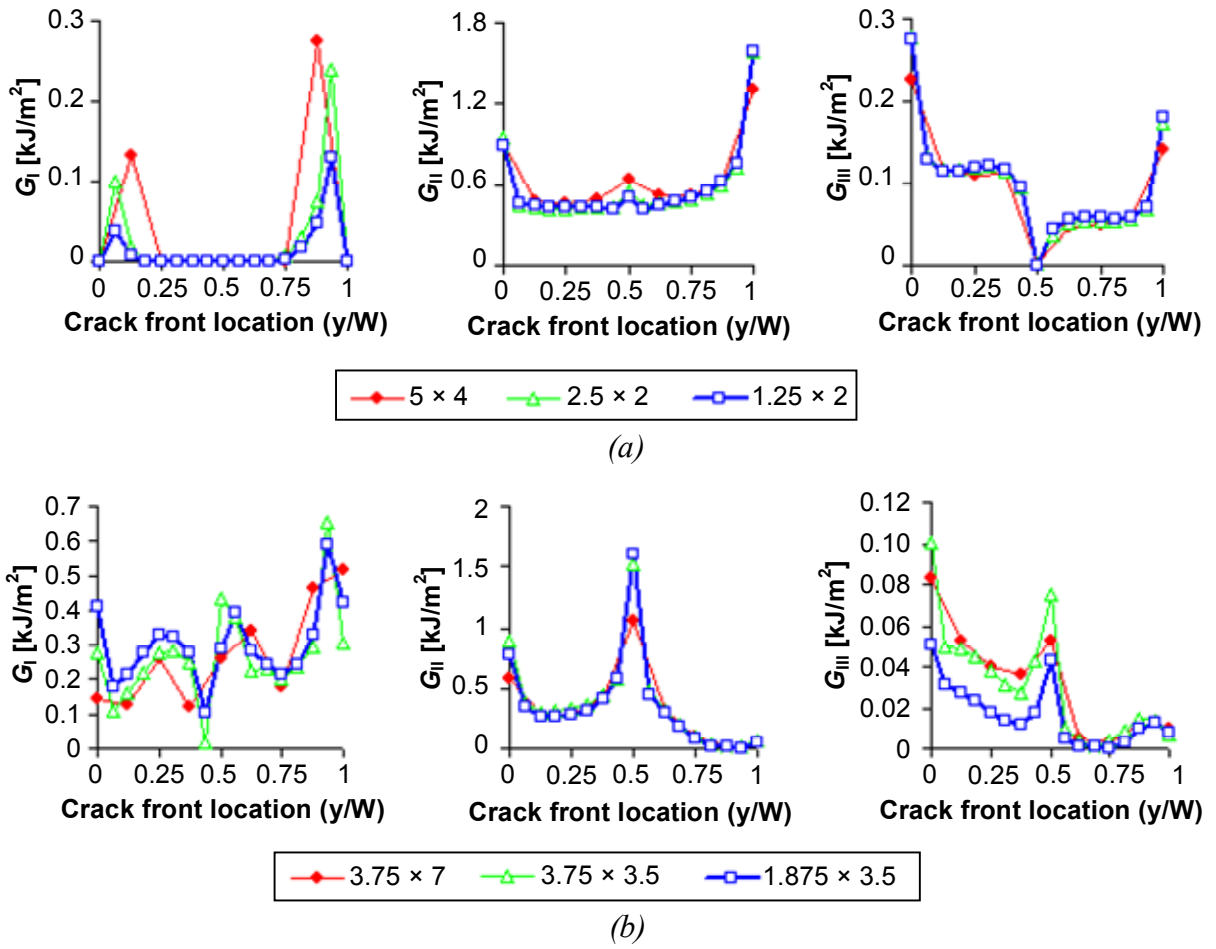 0.3
0.2
0.1
0
G_I [kJ/m²]
0 0.25 0.5 0.75 1
Crack front location (y/W)
1.8
1.2
0.6
0
G_II [kJ/m²]
0 0.25 0.5 0.75 1
Crack front location (y/W)
0.3
0.2
0.1
0
G_III [kJ/m²]
0 0.25 0.5 0.75 1
Crack front location (y/W)
5 × 4 2.5 × 2 1.25 × 2
(a)
0.7
0.6
0.5
0.4
0.3
0.2
0.1
0
G_I [kJ/m²]
0 0.25 0.5 0.75 1
Crack front location (y/W)
2
1.5
1
0.5
0
G_II [kJ/m²]
0 0.25 0.5 0.75 1
Crack front location (y/W)
0.12
0.10
0.08
0.06
0.04
0.02
0
G_III [kJ/m²]
0 0.25 0.5 0.75 1
Crack front location (y/W)
3.75 × 7 3.75 × 3.5 1.875 × 3.5
(b)